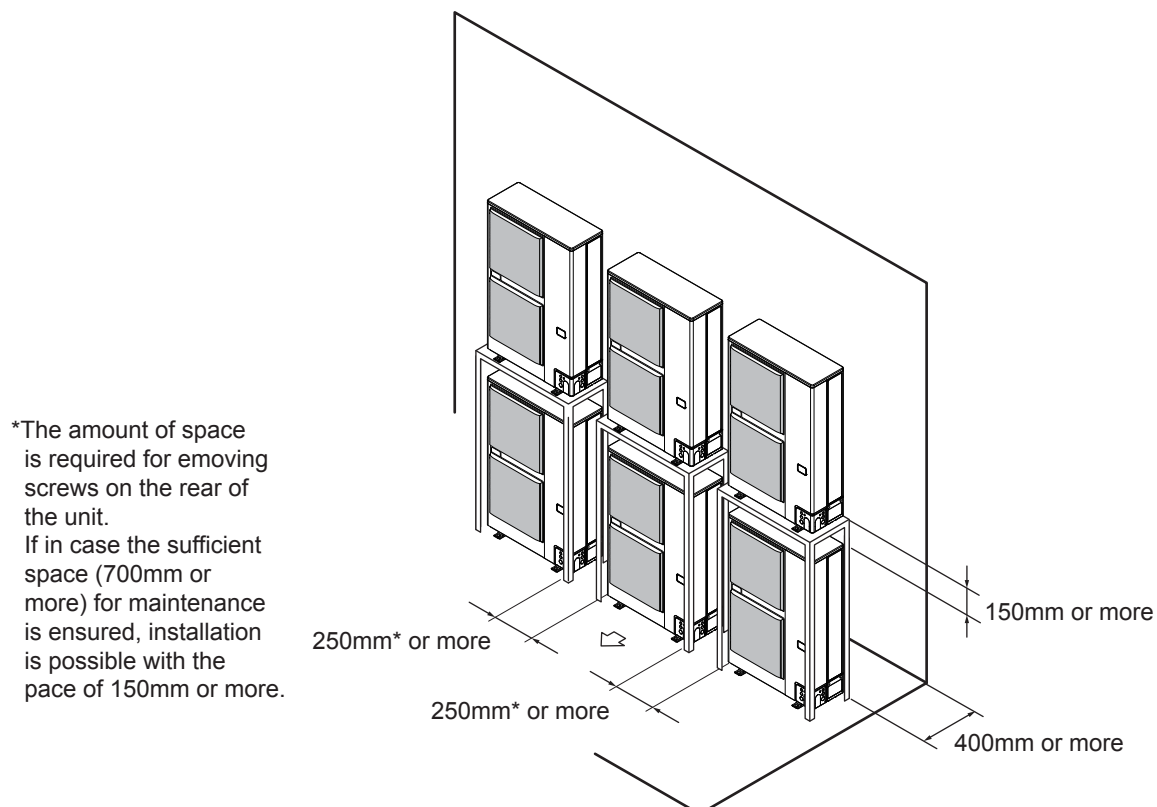 *The amount of space
is required for emoving
screws on the rear of
the unit.
If in case the sufficient
space (700mm or
more) for maintenance
is ensured, installation
is possible with the
pace of 150mm or more.
150mm or more
250mm* or more
250mm* or more
400mm or more